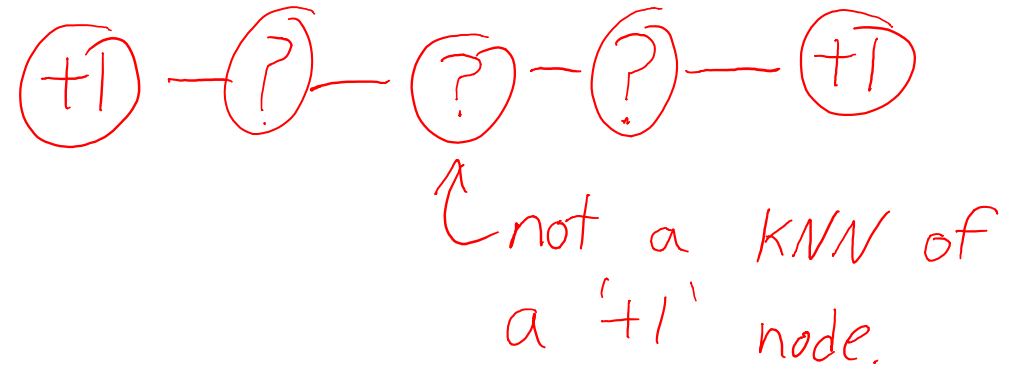 +1 ? ? ? +1
not a KNN of
a '+1' node.